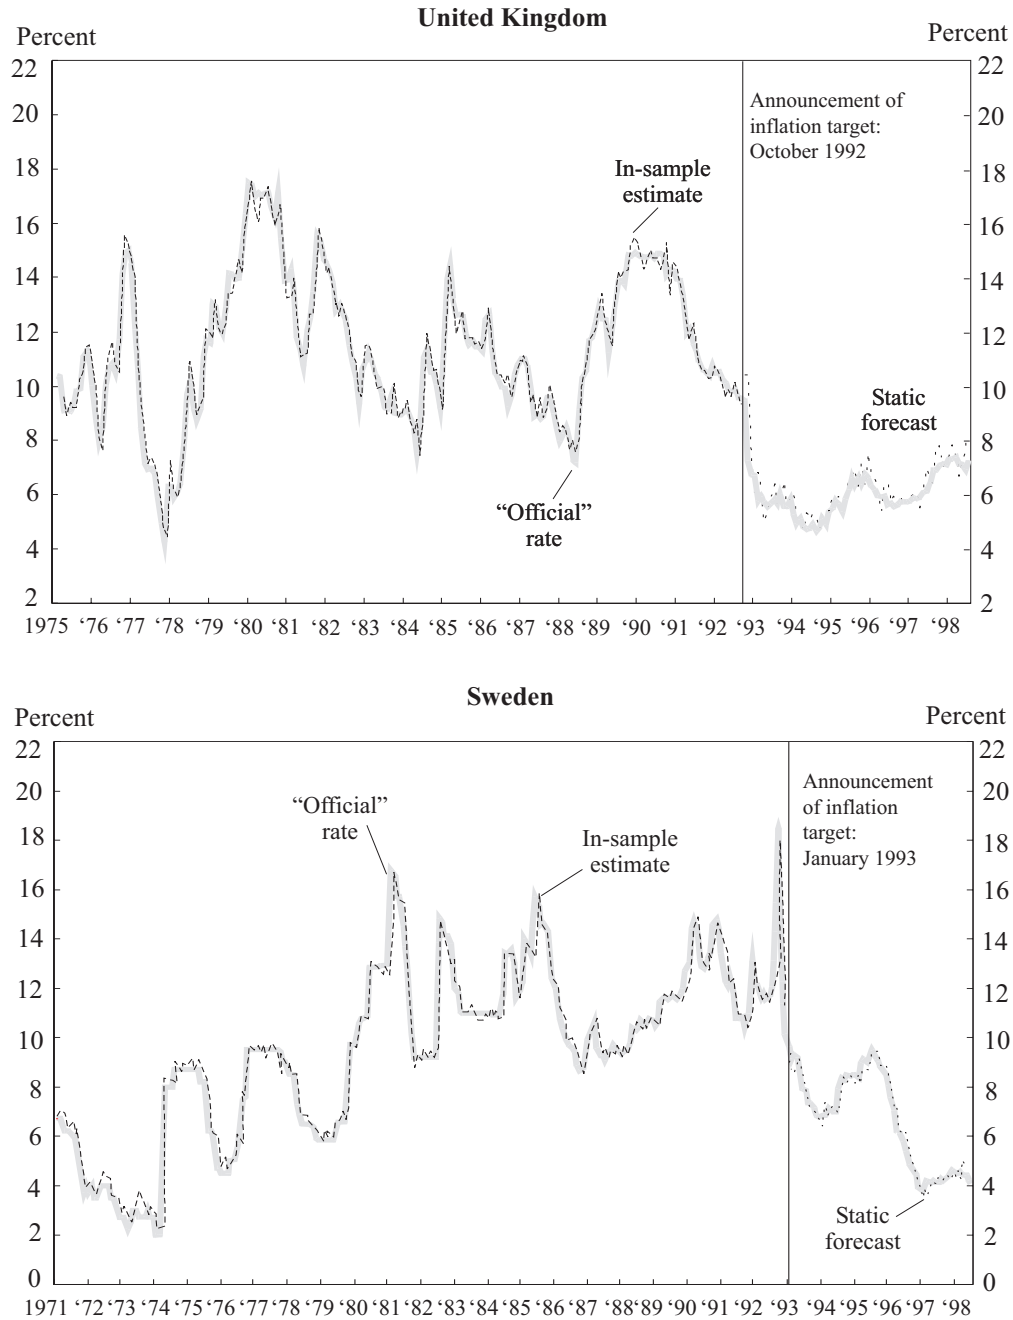 United Kingdom
Percent
Percent
22
22
20
20
18
18
16
16
14
14
12
12
10
10
8
8
6
6
4
4
2
2
Announcement of
inflation target:
October 1992
In-sample
estimate
Static
forecast
“Official”
rate
1975 ‘76 ‘77 ‘78 ‘79 ‘80 ‘81 ‘82 ‘83 ‘84 ‘85 ‘86 ‘87 ‘88 ‘89 ‘90 ‘91 ‘92 ‘93 ‘94 ‘95 ‘96 ‘97 ‘98
Sweden
Percent
Percent
22
22
20
20
18
18
16
16
14
14
12
12
10
10
8
8
6
6
4
4
2
2
0
0
Announcement
of inflation
target:
January 1993
“Official”
rate
In-sample
estimate
Static
forecast
1971 ‘72 ‘73 ‘74 ‘75 ‘76 ‘77 ‘78 ‘79 ‘80 ‘81 ‘82 ‘83 ‘84 ‘85 ‘86 ‘87 ‘88 ‘89 ‘90 ‘91 ‘92 ‘93 ‘94 ‘95 ‘96 ‘97 ‘98